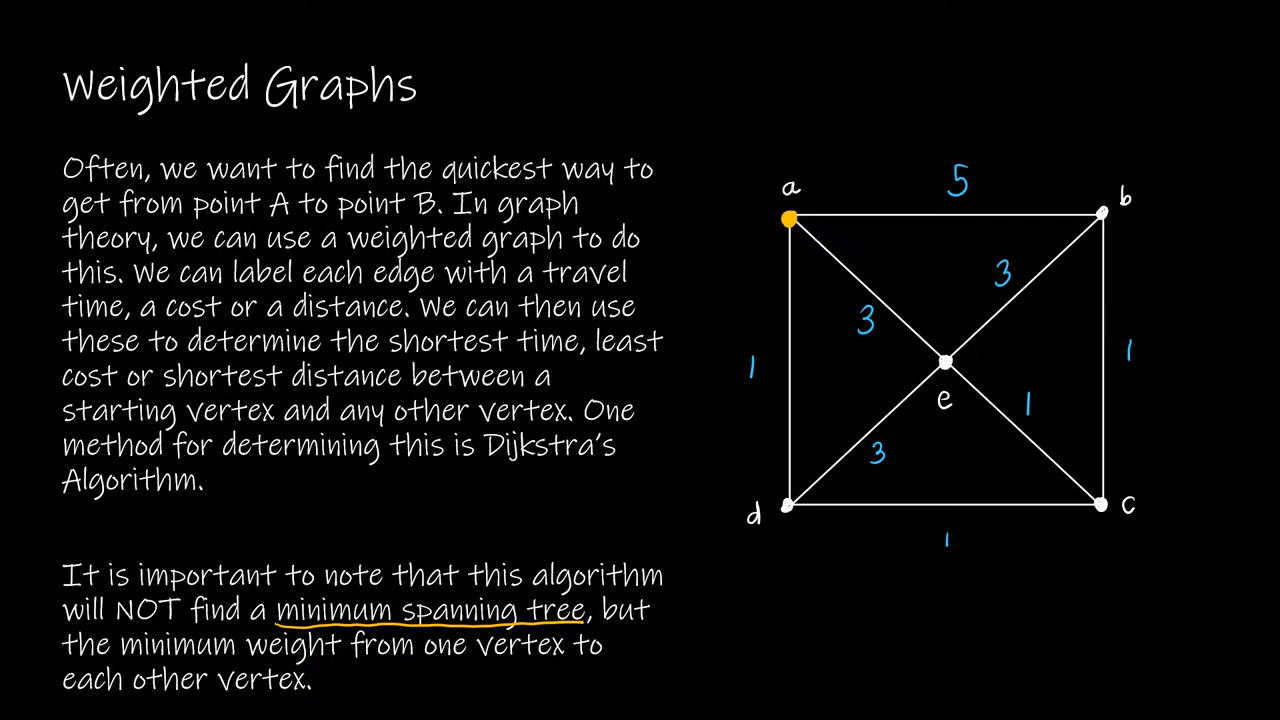 Weighted Graphs
Often, we want to find the quickest way to
get from point A to point B. In graph
theory, we can use a weighted graph to do
this. We can label each edge with a travel
time, a cost or a distance. We can then use
these to determine the shortest time, least
cost or shortest distance between a
starting vertex and any other vertex. One
method for determining this is Dijkstra's
Algorithm.
It is important to note that this algorithm
will NOT find a minimum spanning tree, but
the minimum weight from one vertex to
each other vertex.
5
a
b
3
3
1
1
e
1
3
d
c
1